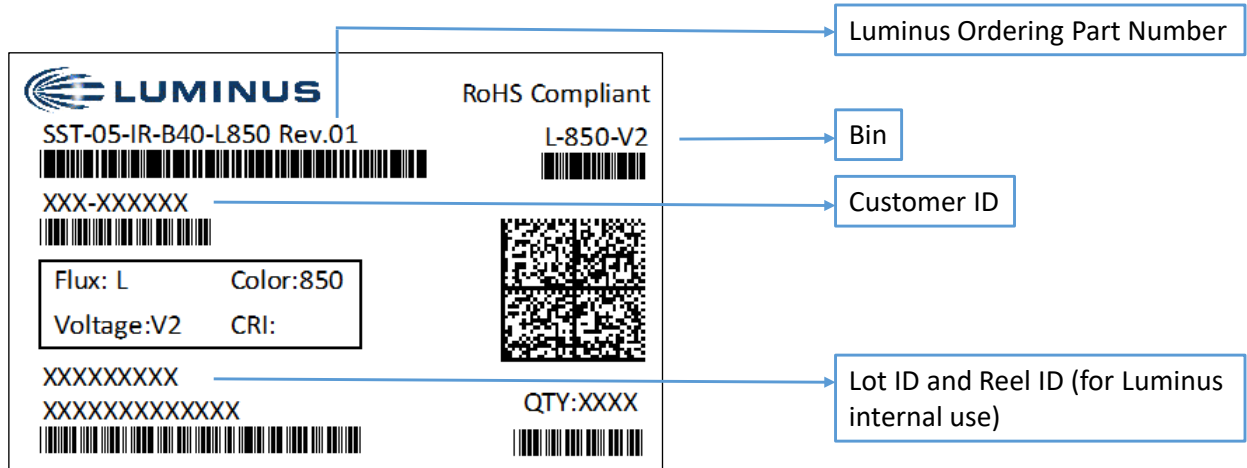 Luminus Ordering Part Number
LUMINUS
RoHS Compliant
SST-05-IR-B40-L850 Rev.01
L-850-V2
Bin
XXX-XXXXXX
Customer ID
Flux: L
Color:850
Voltage:V2
CRI:
XXXXXXXXX
Lot ID and Reel ID (for Luminus
internal use)
XXXXXXXXXXXXX
QTY:XXXX